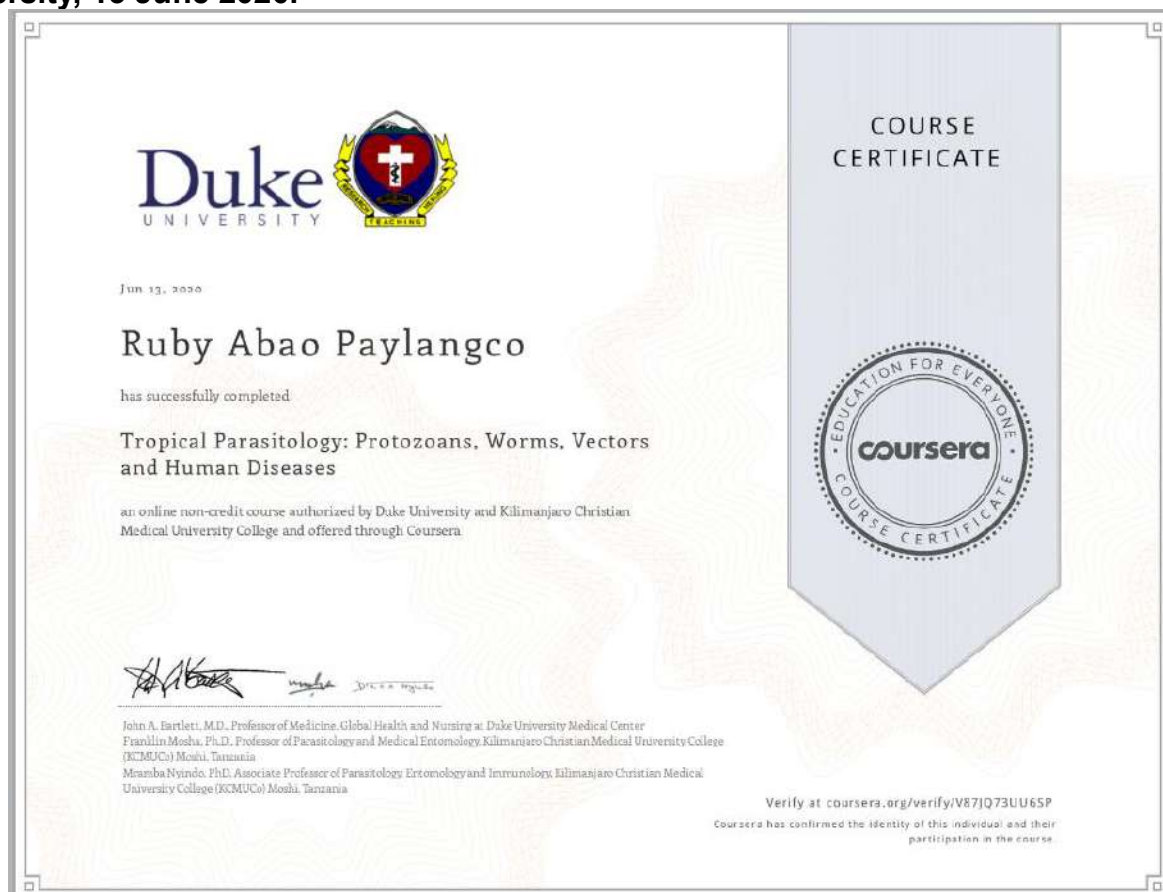 June 2020.
Duke
UNIVERSITY
RESEARCH
TEACHING
HEALING
COURSE
CERTIFICATE
Jun 13, 2020
Ruby Abao Paylangco
has successfully completed
Tropical Parasitology: Protozoans, Worms, Vectors
and Human Diseases
an online non-credit course authorized by Duke University and Kilimanjaro Christian
Medical University College and offered through Coursera
EDUCATION FOR EVERYONE
coursera
COURSE CERTIFICATE
John A. Bartlett, M.D., Professor of Medicine, Global Health and Nursing at Duke University Medical Center
Franklin Mosha, Ph.D., Professor of Parasitology and Medical Entomology, Kilimanjaro Christian Medical University College
(KCMUCo) Moshi, Tanzania
Mramba Nyindo, PhD, Associate Professor of Parasitology, Entomology and Immunology, Kilimanjaro Christian Medical
University College (KCMUCo) Moshi, Tanzania
Verify at coursera.org/verify/V87JQ73UU6SP
Coursera has confirmed the identity of this individual and their
participation in the course.